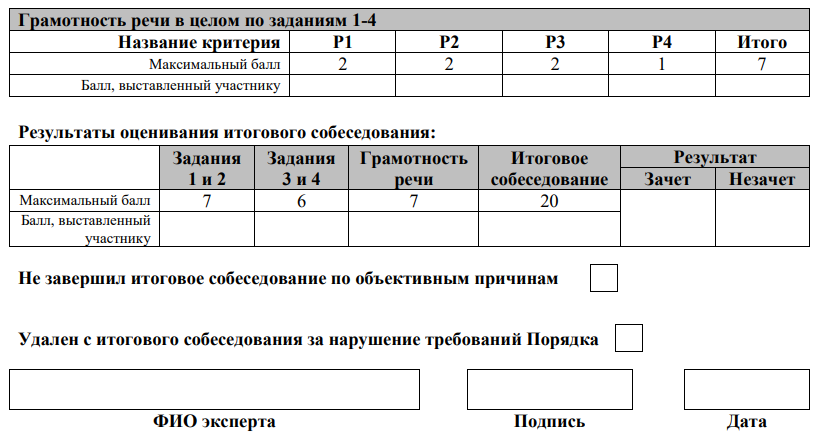 Грамотность речи в целом по заданиям 1-4
Название критерия Р1 Р2 Р3 Р4 Итого
Максимальный балл 2 2 2 1 7
Балл, выставленный участнику
Результаты оценивания итогового собеседования:
Задания 1 и 2 Задания 3 и 4 Грамотность речи Итоговое собеседование Результат
Зачет Незачет
Максимальный балл 7 6 7 20
Балл, выставленный
участнику
Не завершил итоговое собеседование по объективным причинам
Удален с итогового собеседования за нарушение требований Порядка
ФИО эксперта Подпись Дата